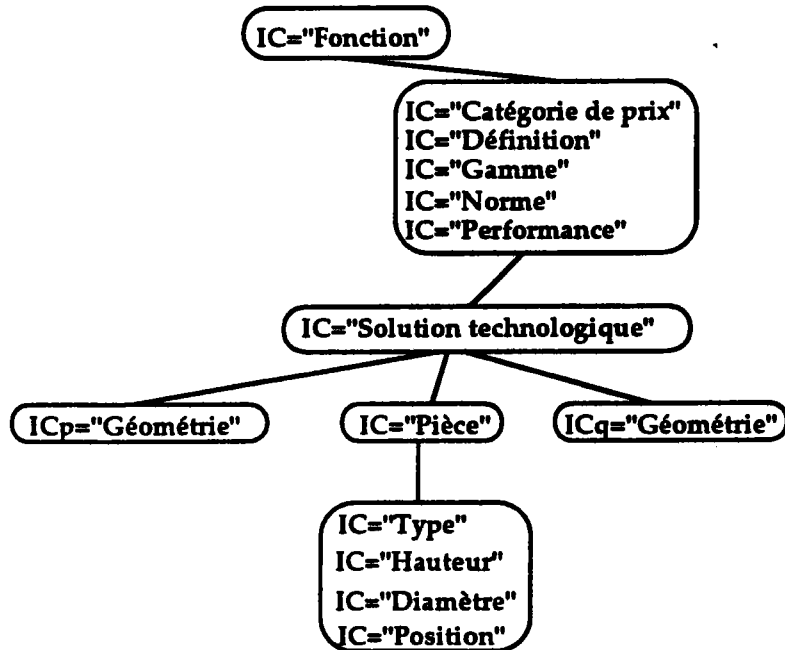 IC="Fonction"
IC="Catégorie de prix"
IC="Définition"
IC="Gamme"
IC="Norme"
IC="Performance"
IC="Solution technologique"
ICp="Géométrie"
IC="Pièce"
ICq="Géométrie"
IC="Type"
IC="Hauteur"
IC="Diamètre"
IC="Position"